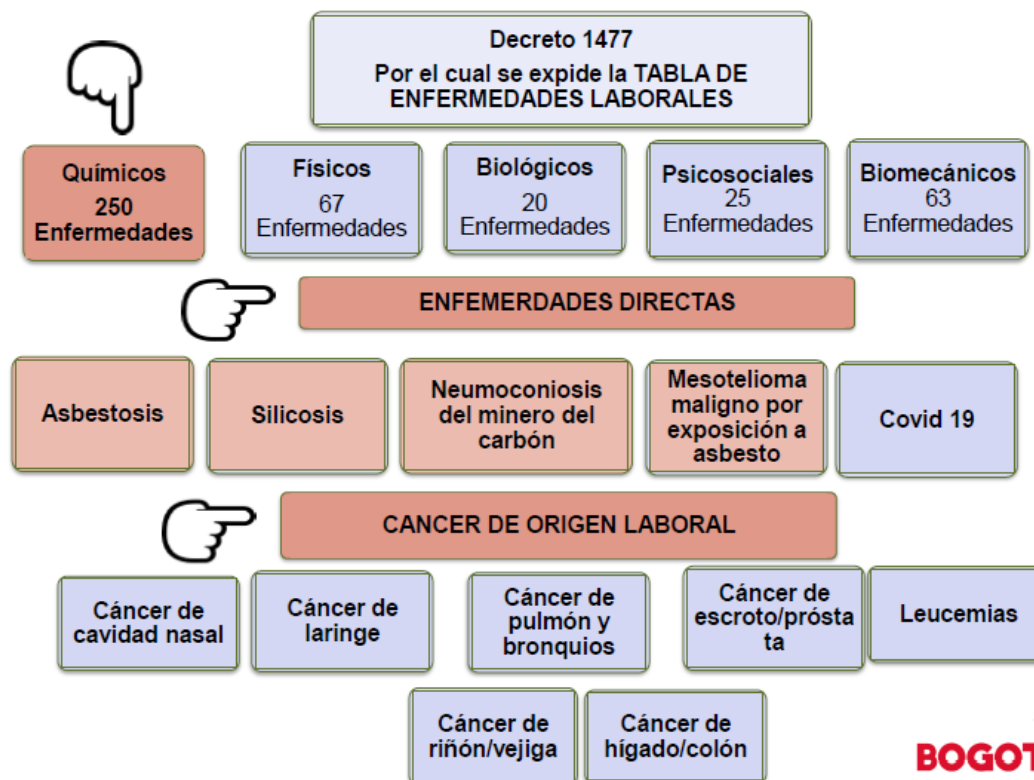 Decreto 1477
Por el cual se expide la TABLA DE
ENFERMEDADES LABORALES
Químicos
250
Enfermedades
Físicos
67
Enfermedades
Biológicos
20
Enfermedades
Psicosociales
25
Enfermedades
Biomecánicos
63
Enfermedades
ENFEMERDADES DIRECTAS
Asbestosis
Silicosis
Neumoconiosis
del minero del
carbón
Mesotelioma
maligno por
exposición a
asbesto
Covid 19
CANCER DE ORIGEN LABORAL
Cáncer de
cavidad nasal
Cáncer de
laringe
Cáncer de
pulmón y
bronquios
Cáncer de
escroto/prósta
ta
Leucemias
Cáncer de
riñón/vejiga
Cáncer de
hígado/colón
BOGOT